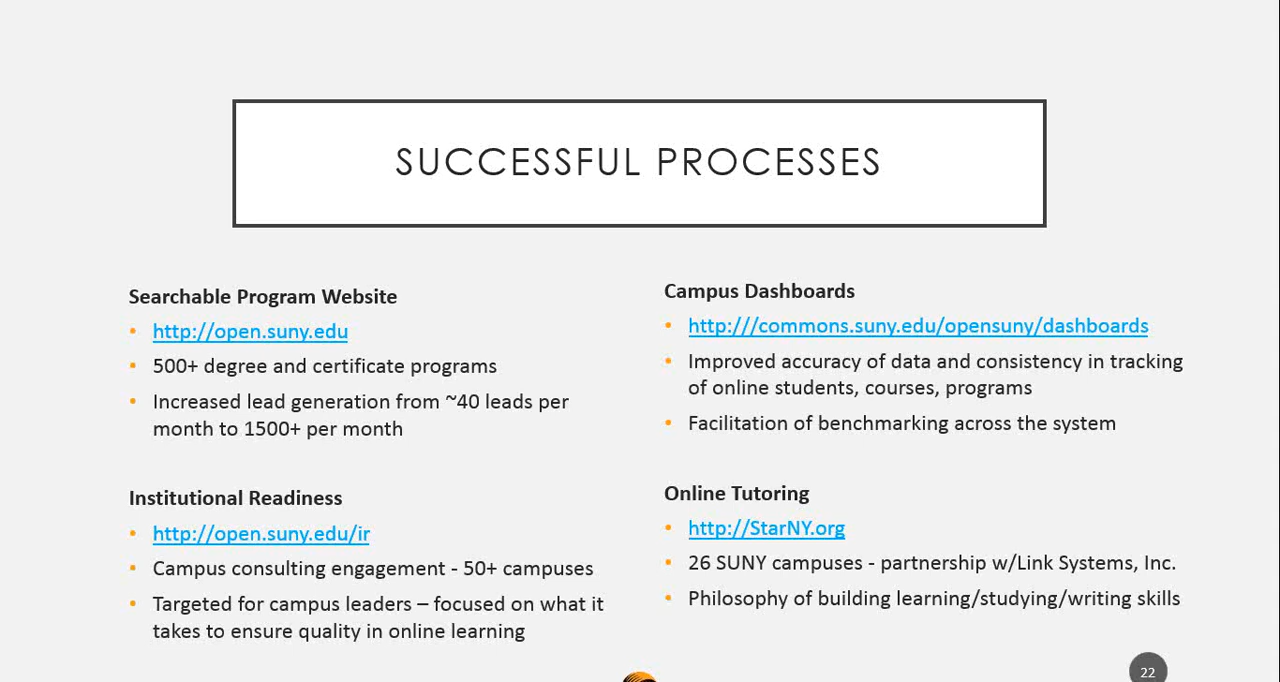 SUCCESSFUL PROCESSES
Searchable Program Website
• http://open.suny.edu
• 500+ degree and certificate programs
• Increased lead generation from ~40 leads per
month to 1500+ per month
Institutional Readiness
• http://open.suny.edu/ir
• Campus consulting engagement - 50+ campuses
• Targeted for campus leaders – focused on what it
takes to ensure quality in online learning
Campus Dashboards
• http:///commons.suny.edu/opensuny/dashboards
• Improved accuracy of data and consistency in tracking
of online students, courses, programs
• Facilitation of benchmarking across the system
Online Tutoring
• http://StarNY.org
• 26 SUNY campuses - partnership w/Link Systems, Inc.
• Philosophy of building learning/studying/writing skills
22